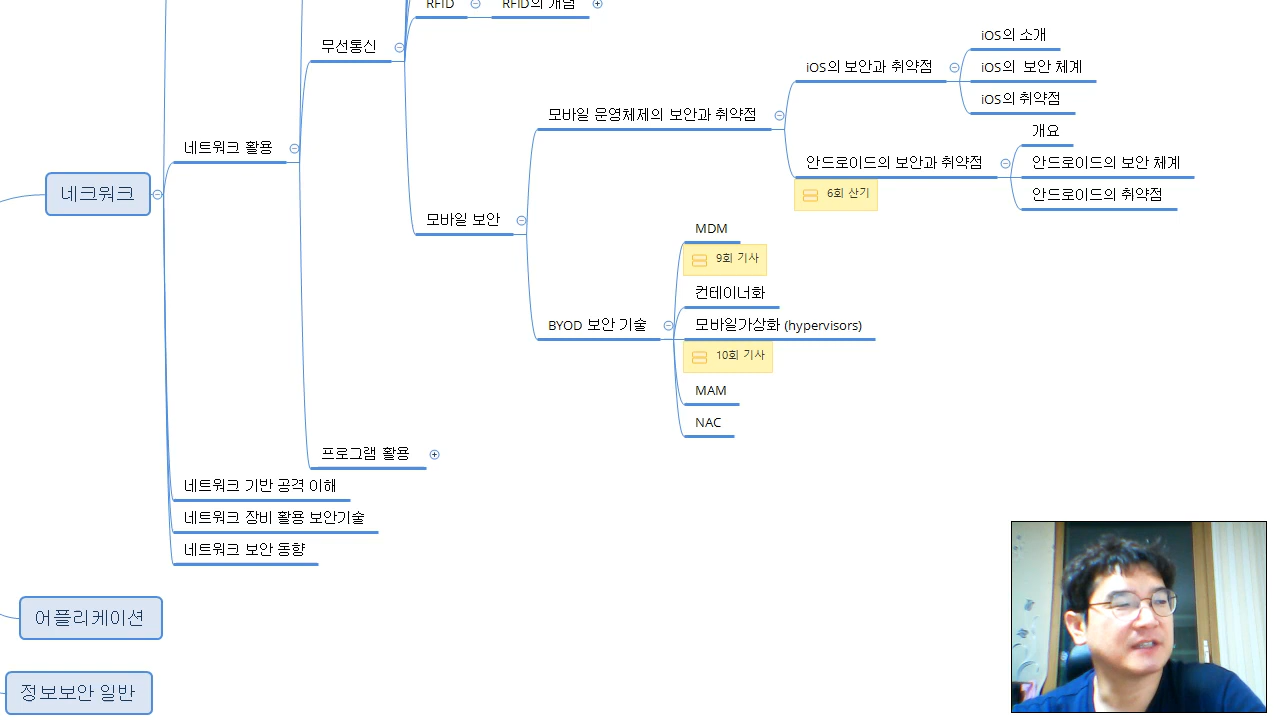 RFID
RFID의 개념
무선통신
iOS의 소개
iOS의 보안과 취약점
iOS의 보안 체계
iOS의 취약점
모바일 운영체제의 보안과 취약점
개요
안드로이드의 보안과 취약점
안드로이드의 보안 체계
6회 산기
안드로이드의 취약점
네트워크 활용
네크워크
모바일 보안
MDM
9회 기사
컨테이너화
BYOD 보안 기술
모바일가상화 (hypervisors)
10회 기사
MAM
NAC
프로그램 활용
네트워크 기반 공격 이해
네트워크 장비 활용 보안기술
네트워크 보안 동향
어플리케이션
정보보안 일반